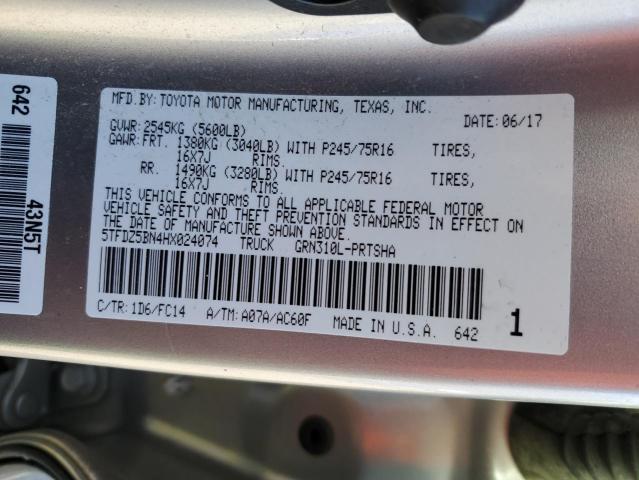 MFD.BY: TOYOTA MOTOR MANUFACTURING, TEXAS, INC.
GVWR: 2545KG (5600LB) DATE: 06/17
GAWR: FRT. 1380KG (3040LB) WITH P245/75R16 TIRES,
16X7J RIMS.
RR. 1490KG (3280LB) WITH P245/75R16 TIRES,
16X7J RIMS.
THIS VEHICLE CONFORMS TO ALL APPLICABLE FEDERAL MOTOR
VEHICLE SAFETY AND THEFT PREVENTION STANDARDS IN EFFECT ON
THE DATE OF MANUFACTURE SHOWN ABOVE.
5TFDZ5BN4HX024074 TRUCK GRN310L-PRTSHA
C/TR: 1D6/FC14 A/TM: A07A/AC60F MADE IN U.S.A. 642 1
642
43N5T